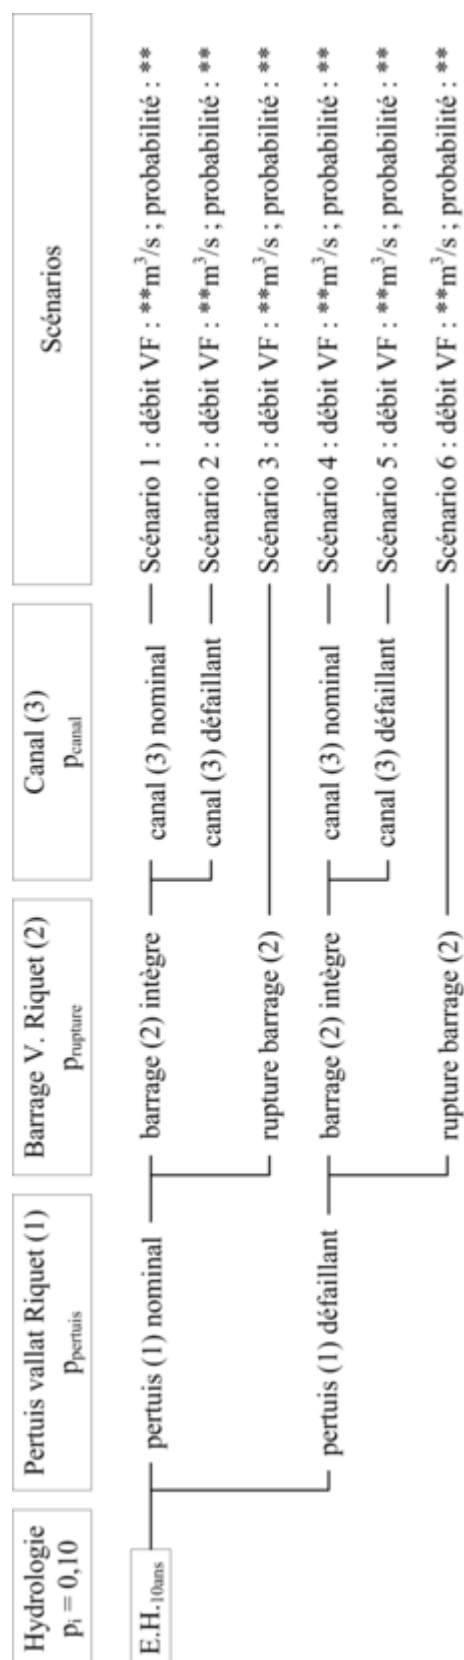 Hydrologie
pi = 0,10
Pertuis vallat Riquet (1)
ppertuis
Barrage V. Riquet (2)
prupture
Canal (3)
pcanal
Scénarios
E.H.10ans
pertuis (1) nominal
barrage (2) intègre
canal (3) nominal
Scénario 1 : débit VF : **m³/s ; probabilité : **
canal (3) défaillant
Scénario 2 : débit VF : **m³/s ; probabilité : **
rupture barrage (2)
Scénario 3 : débit VF : **m³/s ; probabilité : **
pertuis (1) défaillant
barrage (2) intègre
canal (3) nominal
Scénario 4 : débit VF : **m³/s ; probabilité : **
canal (3) défaillant
Scénario 5 : débit VF : **m³/s ; probabilité : **
rupture barrage (2)
Scénario 6 : débit VF : **m³/s ; probabilité : **